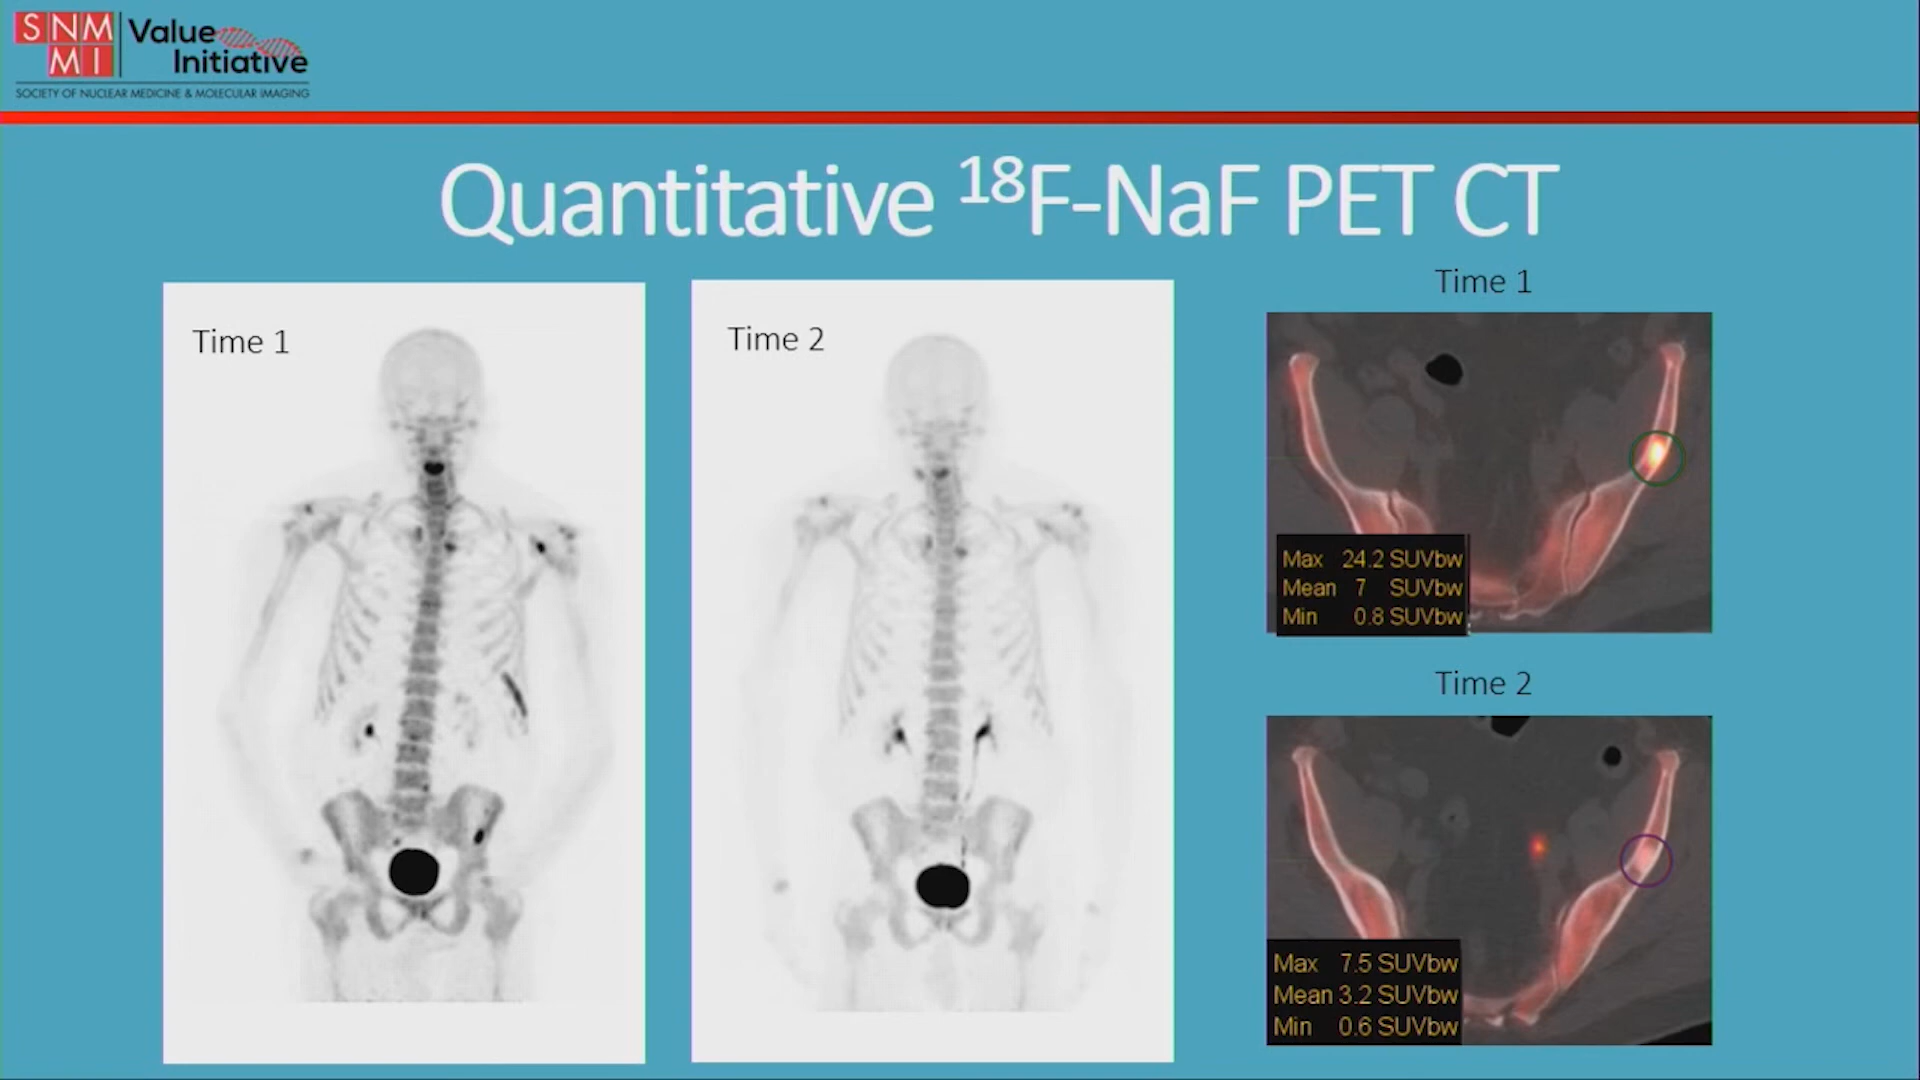 SNM
MI
Value
Initiative
SOCIETY OF NUCLEAR MEDICINE & MOLECULAR IMAGING
Quantitative ¹⁸F-NaF PET CT
Time 1
Time 2
Time 1
Max 24.2 SUVbw
Mean 7 SUVbw
Min 0.8 SUVbw
Time 2
Max 7.5 SUVbw
Mean 3.2 SUVbw
Min 0.6 SUVbw